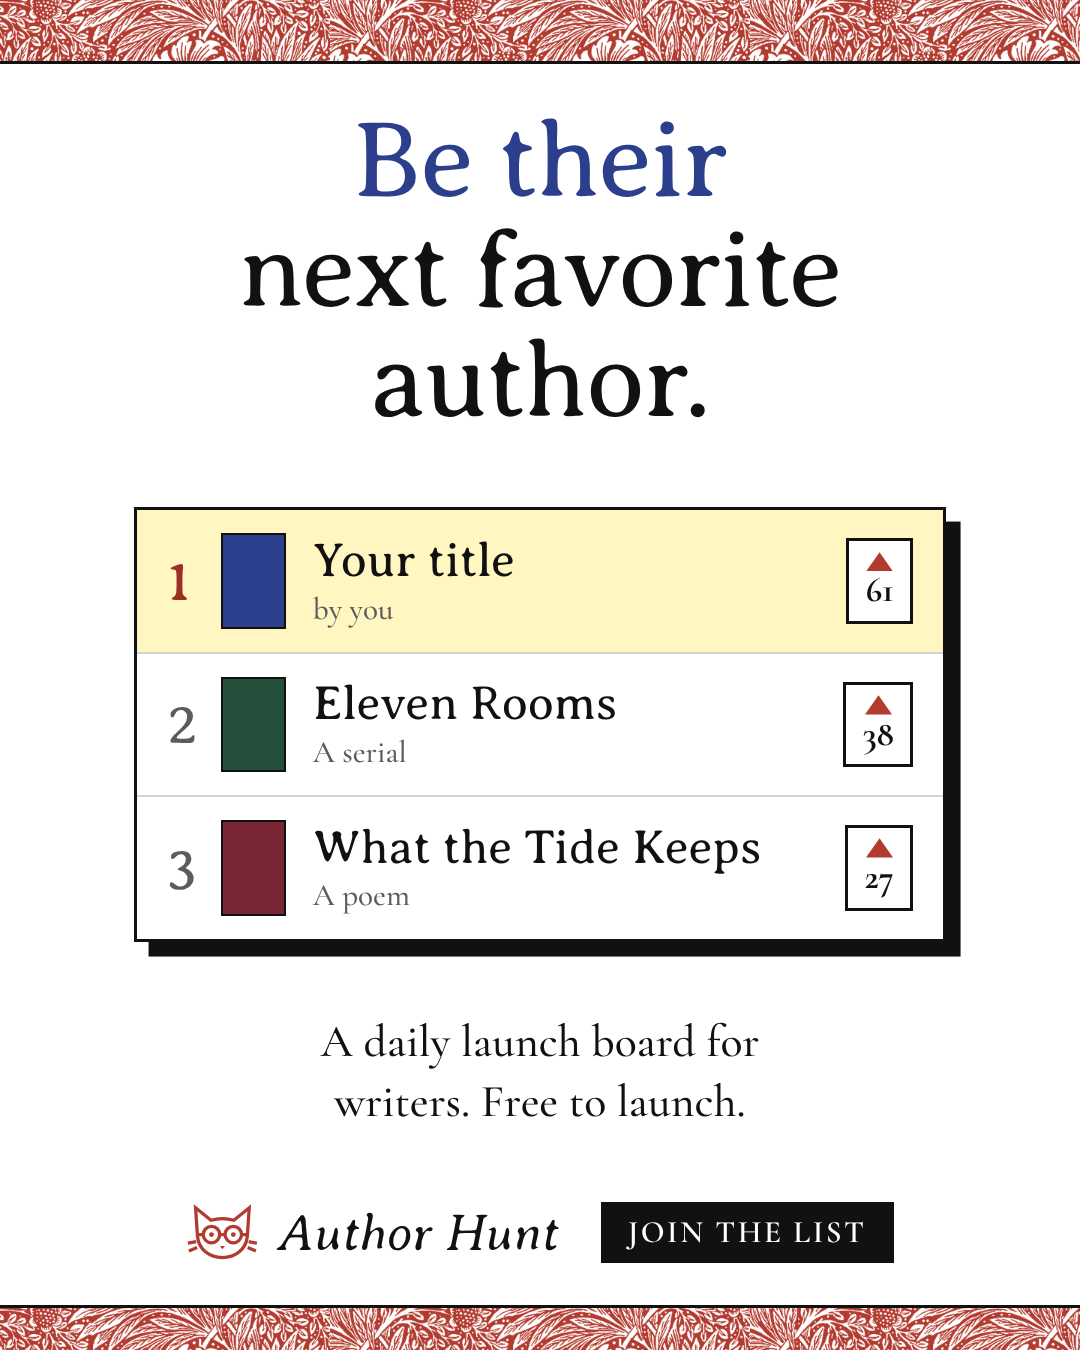 Be their
next favorite
author.
1
Your title
by you
61
2
Eleven Rooms
A serial
38
3
What the Tide Keeps
A poem
27
A daily launch board for
writers. Free to launch.
Author Hunt
JOIN THE LIST